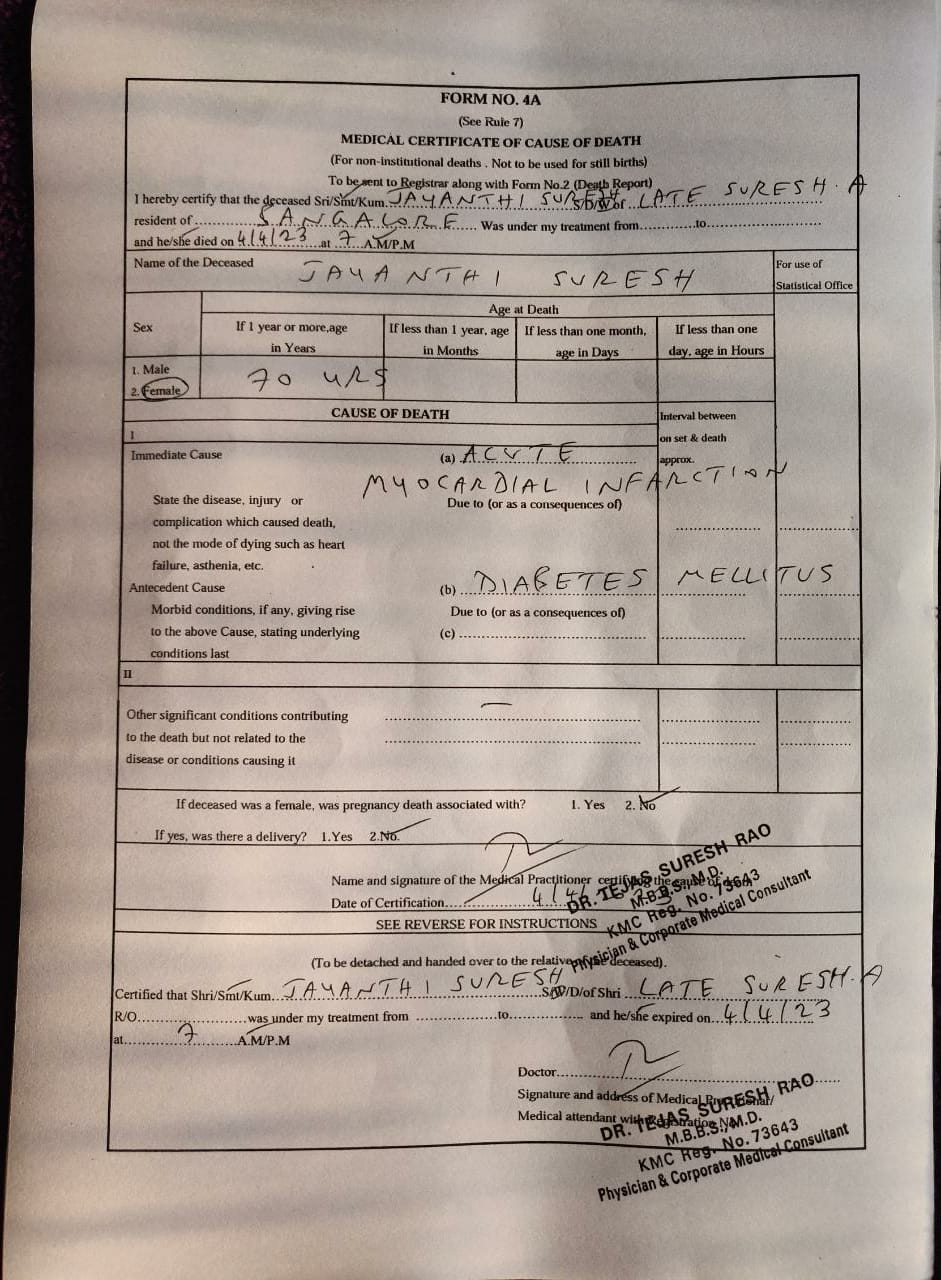 FORM NO. 4A
(See Rule 7)
MEDICAL CERTIFICATE OF CAUSE OF DEATH
(For non-institutional deaths . Not to be used for still births)
To be sent to Registrar along with Form No.2 (Death Report)
I hereby certify that the deceased Sri/Smt/Kum. JAYANTHI SURESH S/D/W of LATE SURESH. A
resident of SANGALORE Was under my treatment from..........to..........
and he/she died on 4/4/23 at 7 A.M/P.M
Name of the Deceased JAYANTHI SURESH For use of Statistical Office
Age at Death
Sex If 1 year or more,age in Years If less than 1 year, age in Months If less than one month, age in Days If less than one day, age in Hours
1. Male
2. Female 70 YRS
CAUSE OF DEATH Interval between on set & death approx.
I
Immediate Cause (a) ACUTE
MYOCARDIAL INFARCTION
State the disease, injury or Due to (or as a consequences of)
complication which caused death,
not the mode of dying such as heart
failure, asthenia, etc.
Antecedent Cause (b) DIABETES MELLITUS
Morbid conditions, if any, giving rise Due to (or as a consequences of)
to the above Cause, stating underlying (c)
conditions last
II
Other significant conditions contributing —
to the death but not related to the
disease or conditions causing it
If deceased was a female, was pregnancy death associated with? 1. Yes 2. No
If yes, was there a delivery? 1.Yes 2.No.
Name and signature of the Medical Practitioner certifying the cause of
Date of Certification 4/4/
DR. TEJAS SURESH RAO
M.B.B.S., M.D.
KMC Reg. No. 73643
Physician & Corporate Medical Consultant
SEE REVERSE FOR INSTRUCTIONS
(To be detached and handed over to the relative of the deceased).
Certified that Shri/Smt/Kum. JAYANTHI SURESH S/W/D/of Shri LATE SURESH. A
R/O..........was under my treatment from ..........to.......... and he/she expired on 4/4/23
at 7 A.M/P.M
Doctor
Signature and address of Medical
Medical attendant with Registration No.
DR. TEJAS SURESH RAO
M.B.B.S., M.D.
KMC Reg. No. 73643
Physician & Corporate Medical Consultant